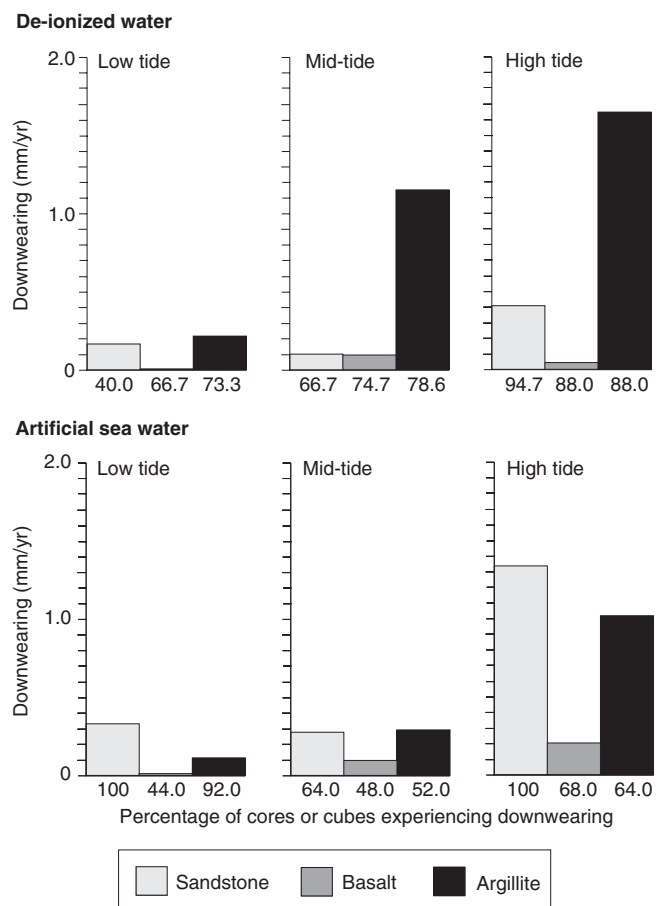 De-ionized water
Low tide
Mid-tide
High tide
2.0
1.0
0
Downwearing (mm/yr)
40.0 66.7 73.3
66.7 74.7 78.6
94.7 88.0 88.0
Artificial sea water
Low tide
Mid-tide
High tide
2.0
1.0
0
Downwearing (mm/yr)
100 44.0 92.0
64.0 48.0 52.0
100 68.0 64.0
Percentage of cores or cubes experiencing downwearing
Sandstone
Basalt
Argillite